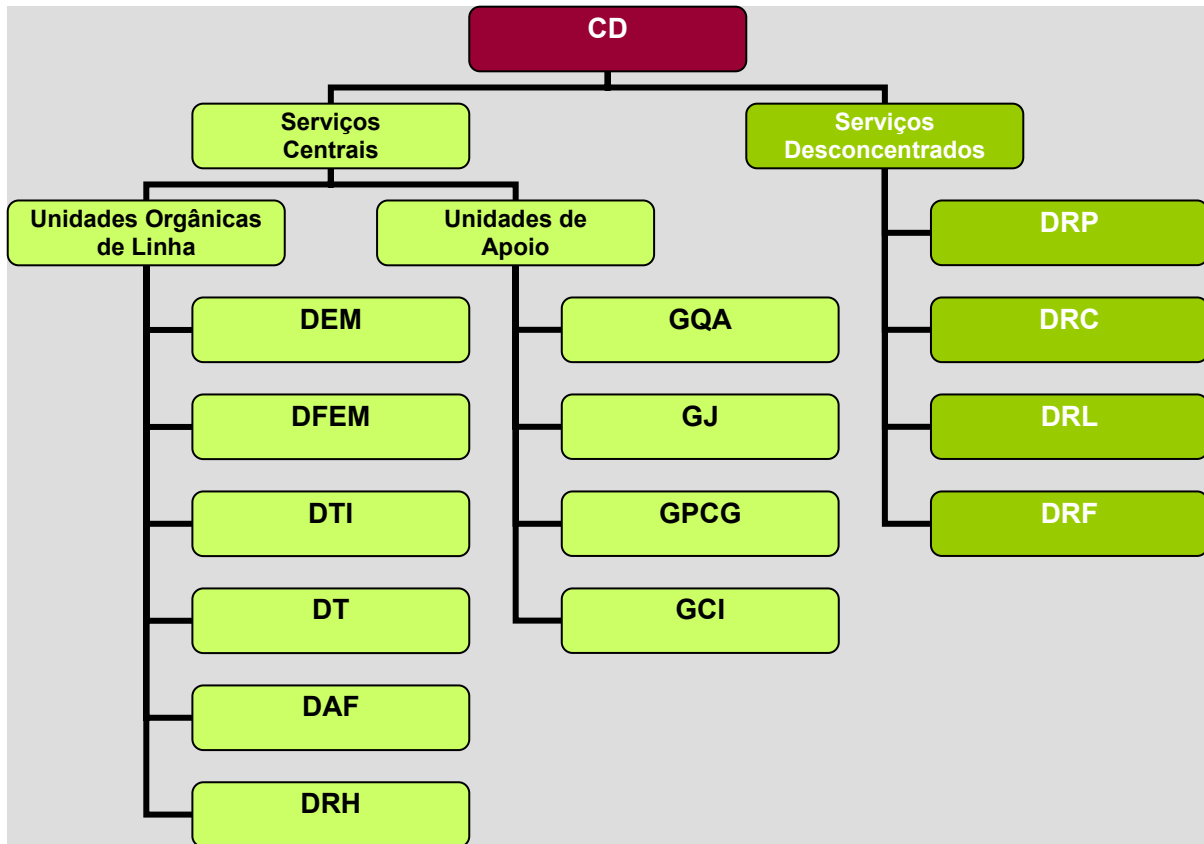 CD
Serviços
Centrais
Serviços
Desconcentrados
Unidades Orgânicas
de Linha
Unidades de
Apoio
DRP
DEM
GQA
DRC
DFEM
GJ
DRL
DTI
GPCG
DRF
DT
GCI
DAF
DRH